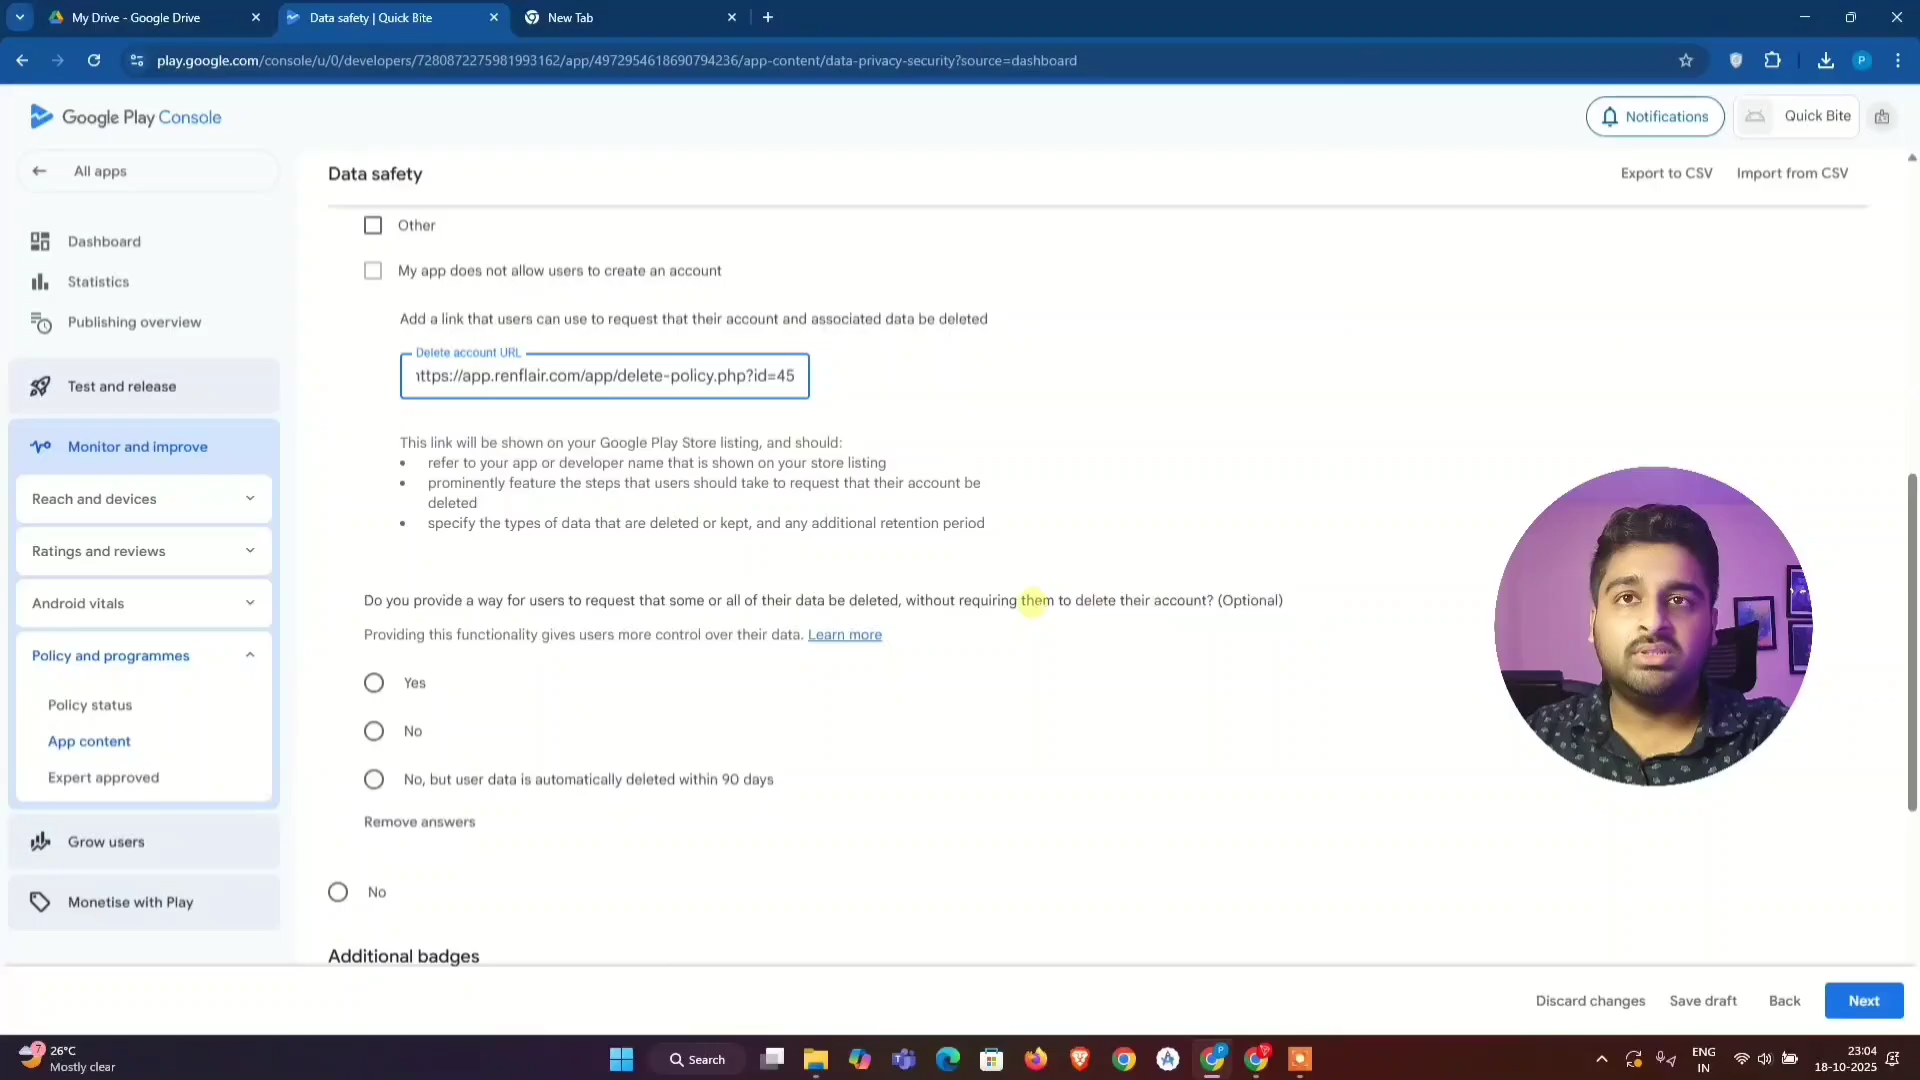 My Drive - Google Drive
Data safety | Quick Bite
New Tab
play.google.com/console/u/0/developers/7280872275981993162/app/4972954618690794236/app-content/data-privacy-security?source=dashboard
P
Google Play Console
Notifications
Quick Bite
All apps
Data safety
Export to CSV
Import from CSV
Dashboard
Statistics
Publishing overview
Test and release
Monitor and improve
Reach and devices
Ratings and reviews
Android vitals
Policy and programmes
Policy status
App content
Expert approved
Grow users
Monetise with Play
Other
My app does not allow users to create an account
Add a link that users can use to request that their account and associated data be deleted
Delete account URL
https://app.renflair.com/app/delete-policy.php?id=45
This link will be shown on your Google Play Store listing, and should:
• refer to your app or developer name that is shown on your store listing
• prominently feature the steps that users should take to request that their account be
deleted
• specify the types of data that are deleted or kept, and any additional retention period
Do you provide a way for users to request that some or all of their data be deleted, without requiring them to delete their account? (Optional)
Providing this functionality gives users more control over their data. Learn more
Yes
No
No, but user data is automatically deleted within 90 days
Remove answers
No
Additional badges
Discard changes
Save draft
Back
Next
7
26°C
Mostly clear
Search
P
ENG
IN
23:04
18-10-2025